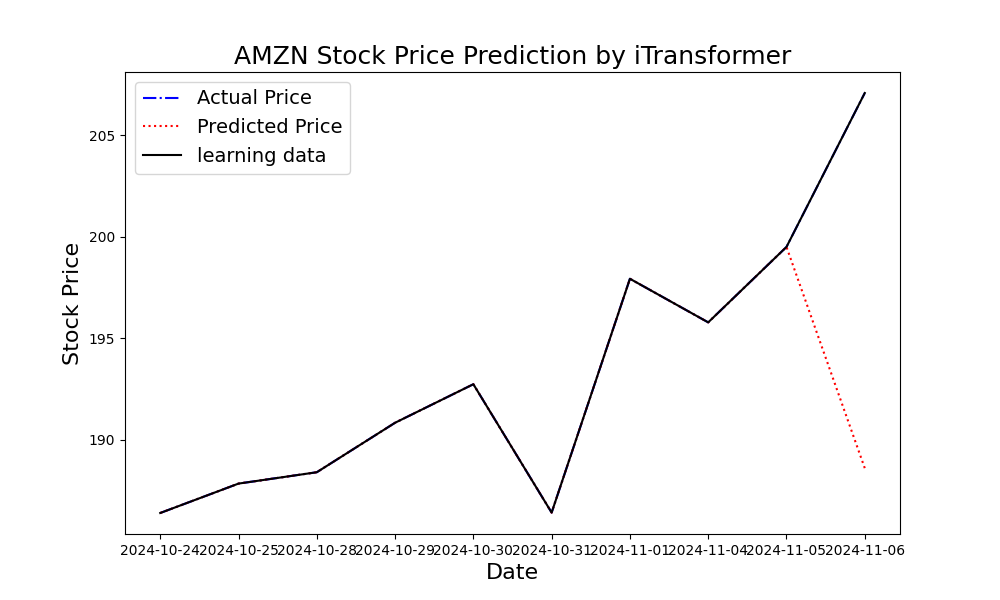 AMZN Stock Price Prediction by iTransformer
Actual Price
Predicted Price
learning data
205
200
195
190
Stock Price
2024-10-24 2024-10-25 2024-10-28 2024-10-29 2024-10-30 2024-10-31 2024-11-01 2024-11-04 2024-11-05 2024-11-06
Date